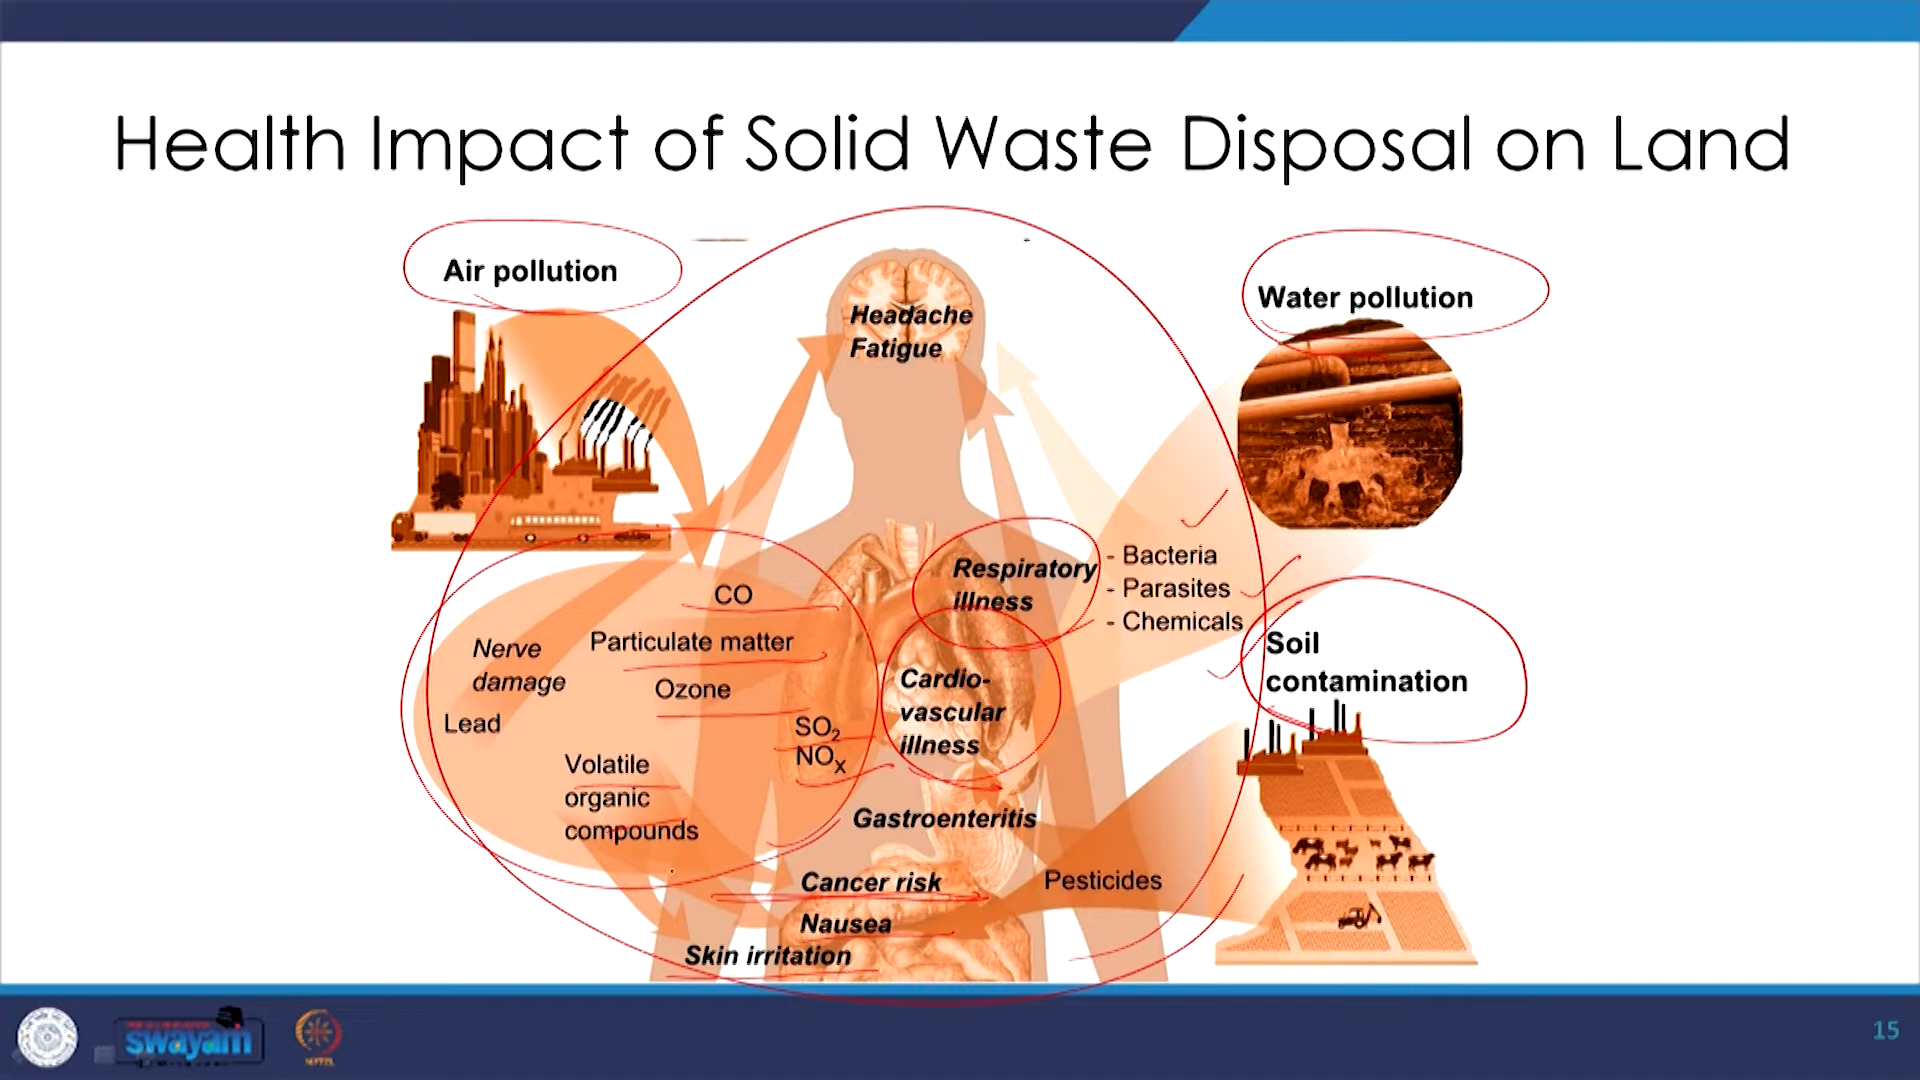 Health Impact of Solid Waste Disposal on Land
Air pollution
Water pollution
Headache
Fatigue
Respiratory
illness
- Bacteria
- Parasites
- Chemicals
CO
Particulate matter
Nerve
damage
Ozone
Lead
SO2
NOX
Cardio-
vascular
illness
Soil
contamination
Volatile
organic
compounds
Gastroenteritis
Cancer risk
Pesticides
Nausea
Skin irritation
swayam
15